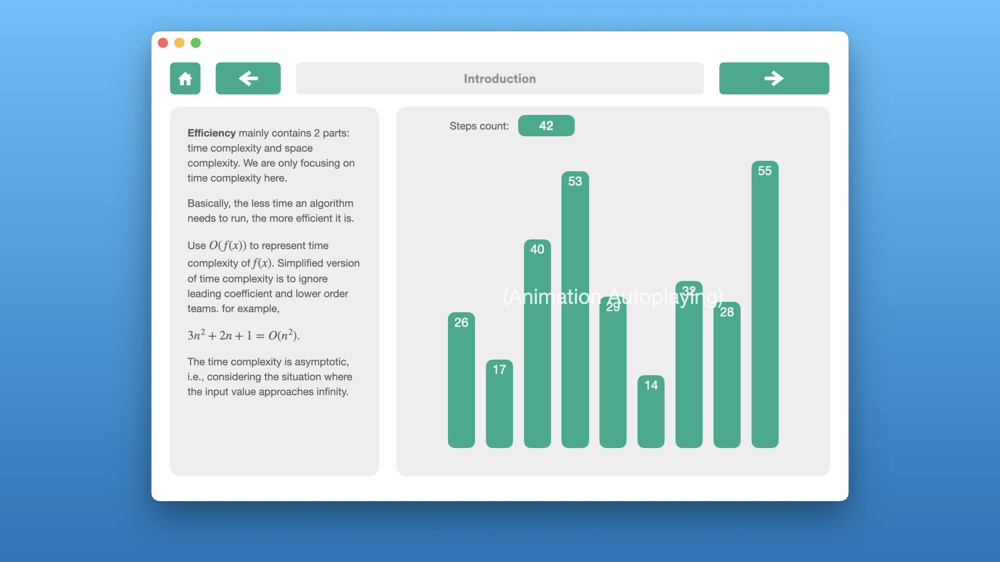 Introduction
Efficiency mainly contains 2 parts:
time complexity and space
complexity. We are only focusing on
time complexity here.
Basically, the less time an algorithm
needs to run, the more efficient it is.
Use O(f(x)) to represent time
complexity of f(x). Simplified version
of time complexity is to ignore
leading coefficient and lower order
teams. for example,
3n² + 2n + 1 = O(n²).
The time complexity is asymptotic,
i.e., considering the situation where
the input value approaches infinity.
Steps count: 42
26
17
40
53
29
14
32
28
55
(Animation Autoplaying)